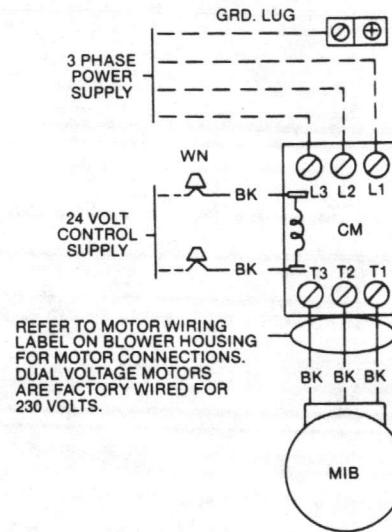 GRD. LUG
3 PHASE
POWER
SUPPLY
WN
BK
L3 L2 L1
24 VOLT
CONTROL
SUPPLY
CM
BK
T3 T2 T1
REFER TO MOTOR WIRING
LABEL ON BLOWER HOUSING
FOR MOTOR CONNECTIONS.
DUAL VOLTAGE MOTORS
ARE FACTORY WIRED FOR
230 VOLTS.
BK BK BK
MIB